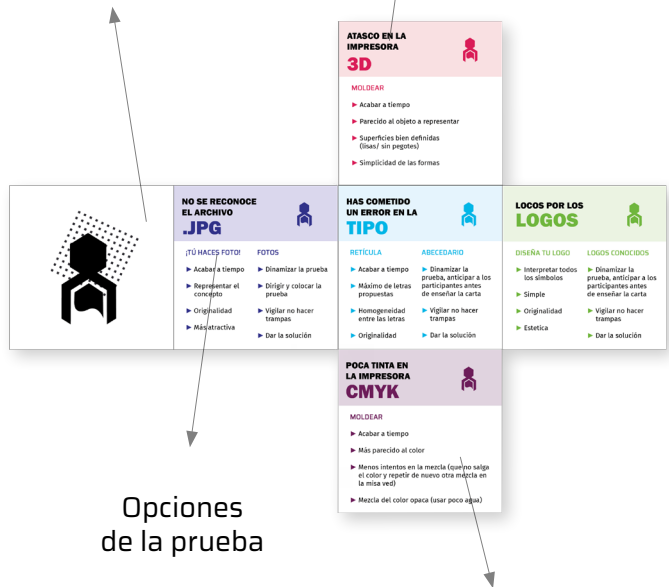 ATASCO EN LA
IMPRESORA
3D
MOLDEAR
► Acabar a tiempo
► Parecido al objeto a representar
► Superficies bien definidas
(lisas/ sin pegotes)
► Simplicidad de las formas
NO SE RECONOCE
EL ARCHIVO
.JPG
¡TÚ HACES FOTO!
► Acabar a tiempo
► Representar el
concepto
► Originalidad
► Más atractiva
FOTOS
► Dinamizar la prueba
► Dirigir y colocar la
prueba
► Vigilar no hacer
trampas
► Dar la solución
HAS COMETIDO
UN ERROR EN LA
TIPO
RETÍCULA
► Acabar a tiempo
► Máximo de letras
propuestas
► Homogeneidad
entre las letras
► Originalidad
ABECEDARIO
► Dinamizar la
prueba, anticipar a los
participantes antes
de enseñar la carta
► Vigilar no hacer
trampas
► Dar la solución
LOCOS POR LOS
LOGOS
DISEÑA TU LOGO
► Interpretar todos
los símbolos
► Simple
► Originalidad
► Estetica
LOGOS CONOCIDOS
► Dinamizar la
prueba, anticipar a los
participantes antes
de enseñar la carta
► Vigilar no hacer
trampas
► Dar la solución
POCA TINTA EN
LA IMPRESORA
CMYK
MOLDEAR
► Acabar a tiempo
► Más parecido al color
► Menos intentos en la mezcla (que no salga
el color y repetir de nuevo otra mezcla en
la misa ved)
► Mezcla del color opaca (usar poco agua)
Opciones
de la prueba